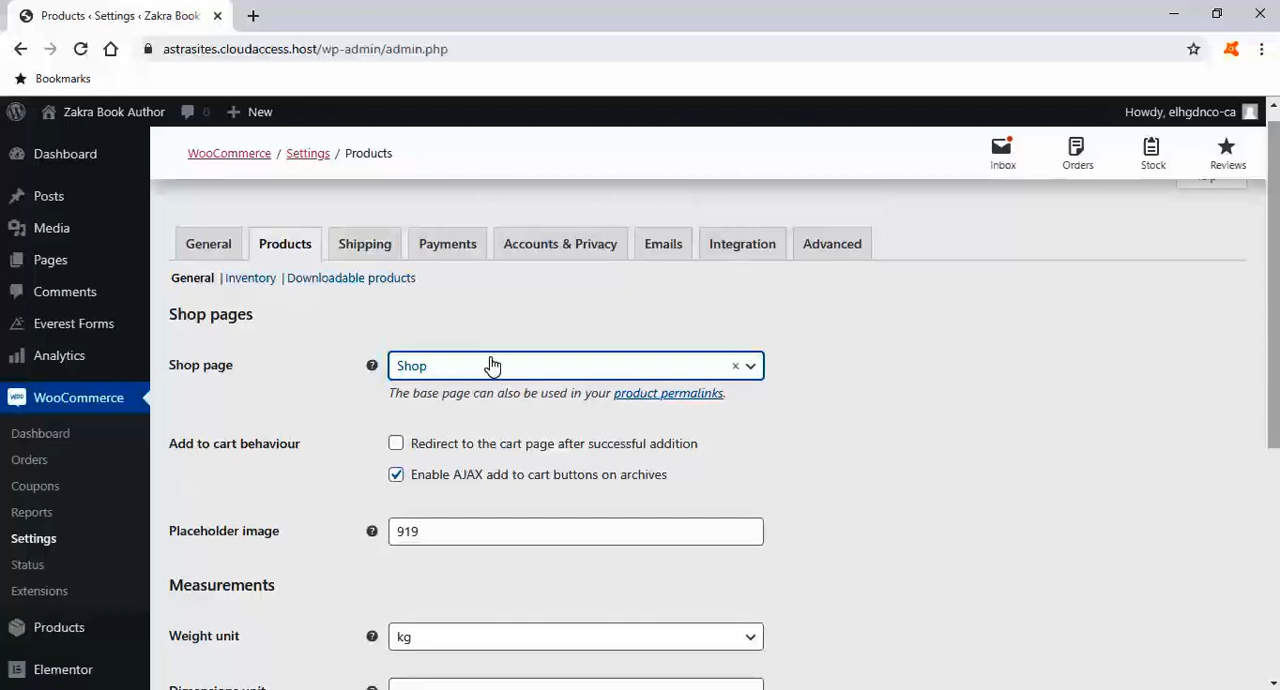 Products ‹ Settings ‹ Zakra Book
astrasites.cloudaccess.host/wp-admin/admin.php
Bookmarks
Zakra Book Author 0 New Howdy, elhgdnco-ca
Dashboard
Posts
Media
Pages
Comments
Everest Forms
Analytics
WooCommerce
Dashboard
Orders
Coupons
Reports
Settings
Status
Extensions
Products
Elementor
WooCommerce / Settings / Products
Inbox Orders Stock Reviews
General Products Shipping Payments Accounts & Privacy Emails Integration Advanced
General | Inventory | Downloadable products
Shop pages
Shop page Shop ×
The base page can also be used in your product permalinks.
Add to cart behaviour Redirect to the cart page after successful addition
Enable AJAX add to cart buttons on archives
Placeholder image 919
Measurements
Weight unit kg